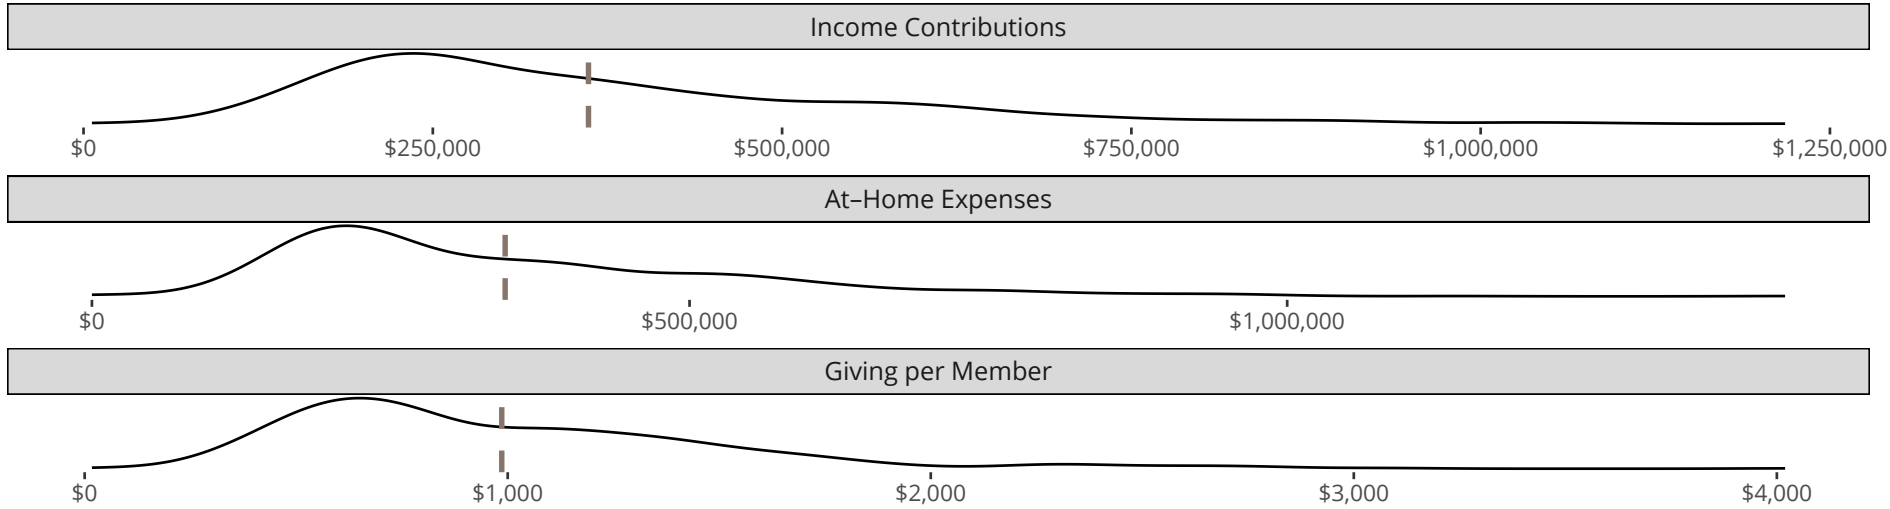 Income Contributions
$0 $250,000 $500,000 $750,000 $1,000,000 $1,250,000
At–Home Expenses
$0 $500,000 $1,000,000
Giving per Member
$0 $1,000 $2,000 $3,000 $4,000